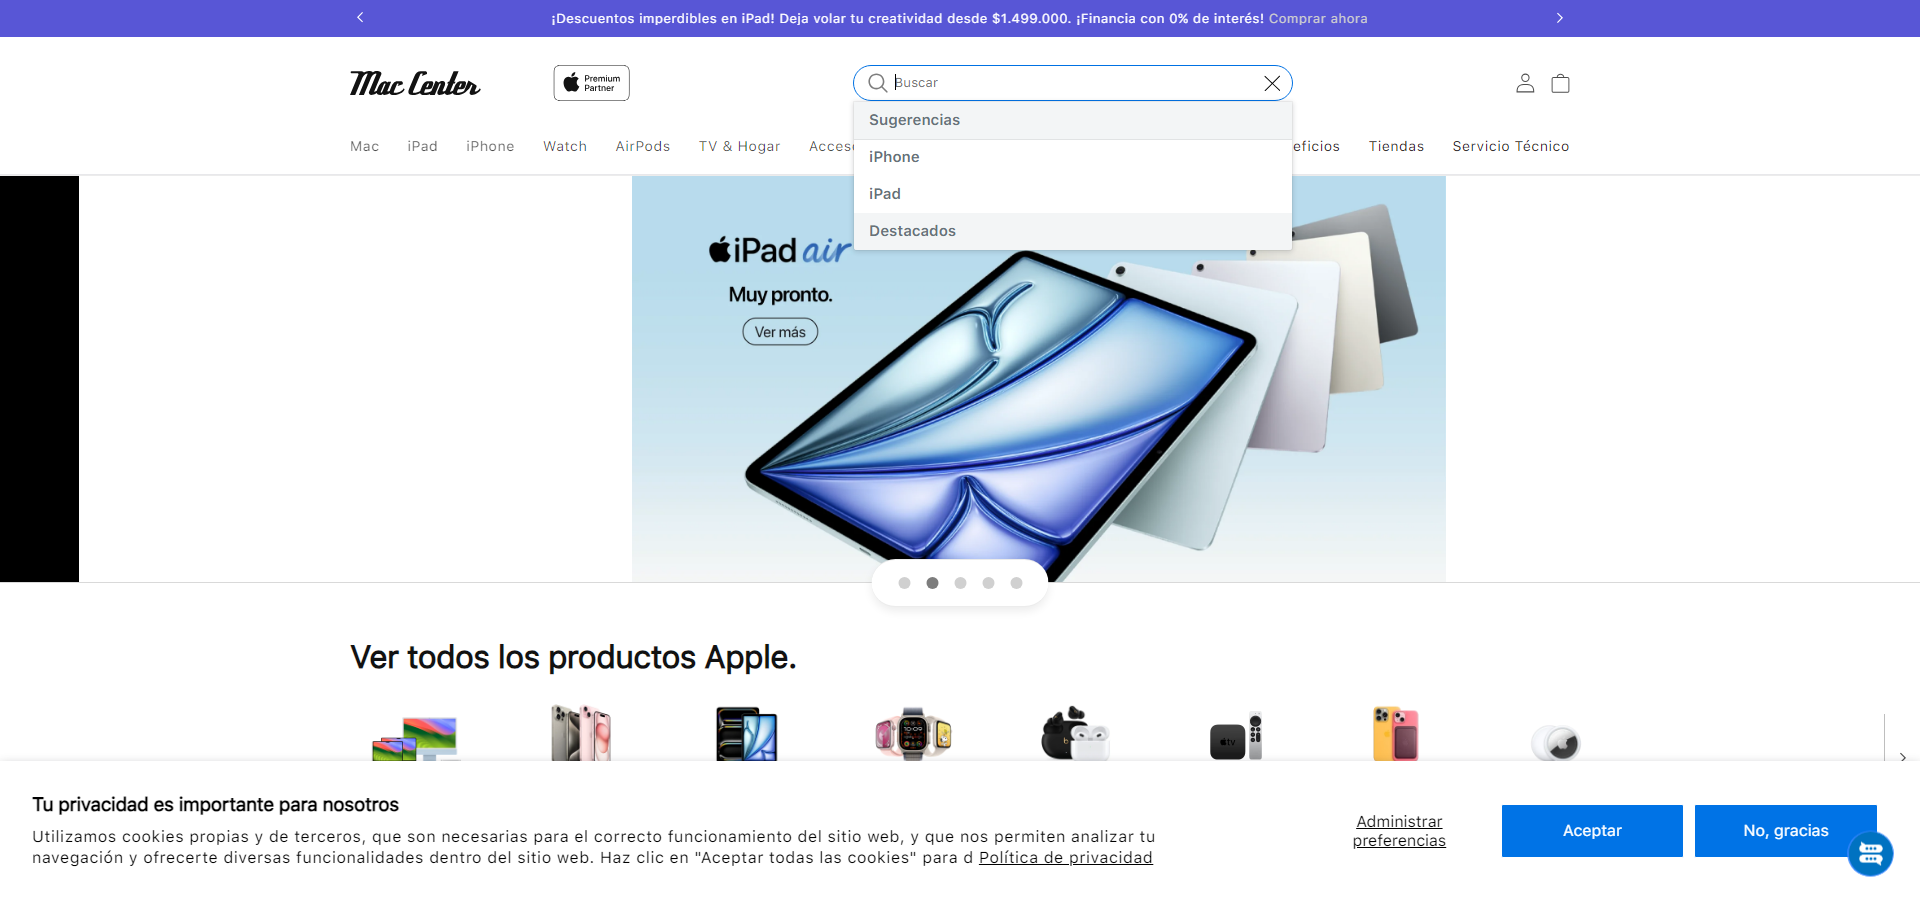 ¡Descuentos imperdibles en iPad! Deja volar tu creatividad desde $1.499.000. ¡Financia con 0% de interés! Comprar ahora
Mac Center
Premium
Partner
Buscar
Sugerencias
iPhone
iPad
Destacados
Mac iPad iPhone Watch AirPods TV & Hogar Acces eficios Tiendas Servicio Técnico
iPad air
Muy pronto.
Ver más
Ver todos los productos Apple.
tv
Tu privacidad es importante para nosotros
Utilizamos cookies propias y de terceros, que son necesarias para el correcto funcionamiento del sitio web, y que nos permiten analizar tu
navegación y ofrecerte diversas funcionalidades dentro del sitio web. Haz clic en "Aceptar todas las cookies" para d Política de privacidad
Administrar
preferencias
Aceptar
No, gracias